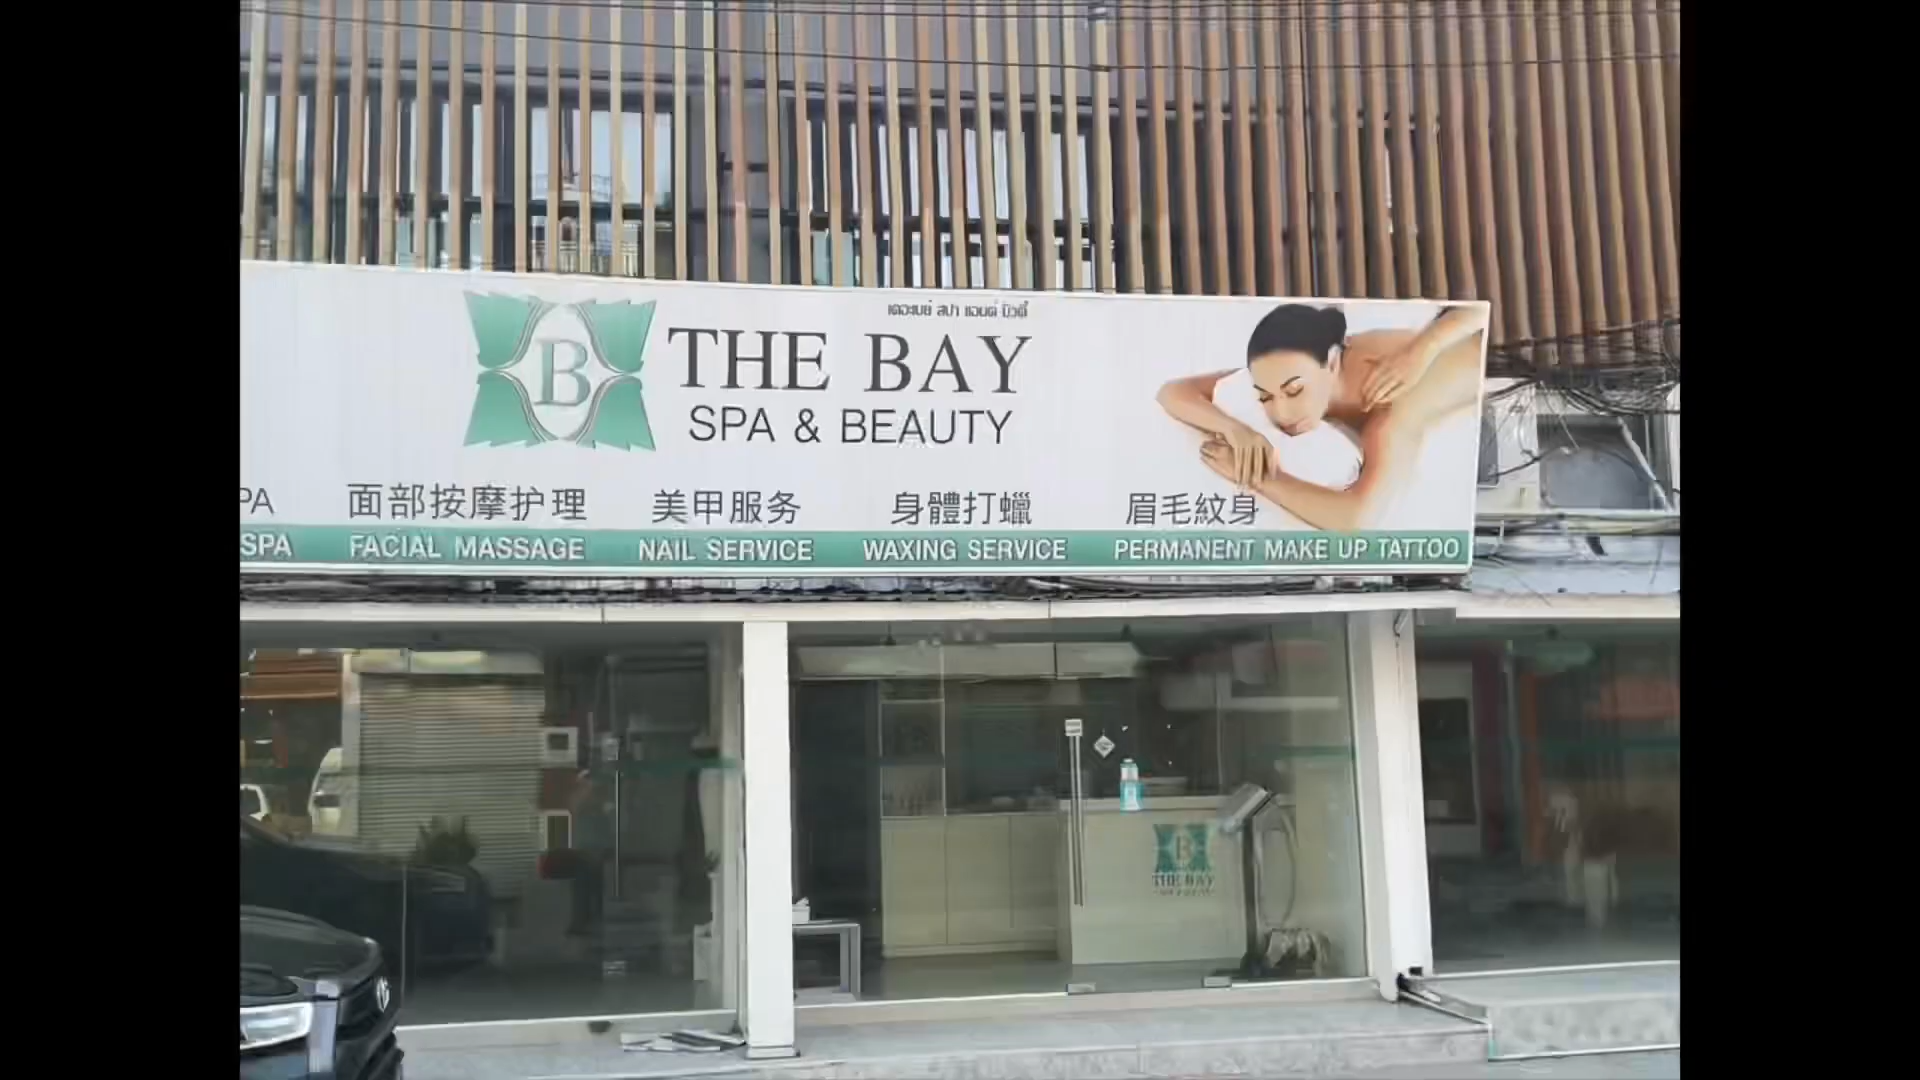 เดอะเบย์ สปา แอนด์ บิวตี้
B
THE BAY
SPA & BEAUTY
PA 面部按摩护理 美甲服务 身體打蠟 眉毛紋身
SPA FACIAL MASSAGE NAIL SERVICE WAXING SERVICE PERMANENT MAKE UP TATTOO
B
THE BAY